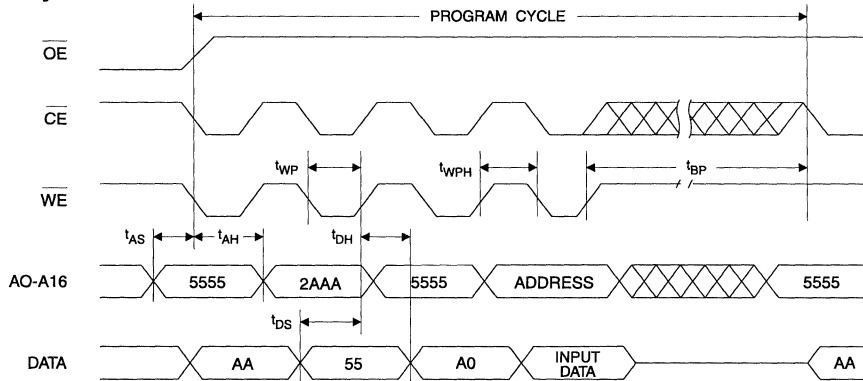 PROGRAM CYCLE
OE
CE
tWP
tWPH
tBP
WE
tAS
tAH
tDH
AO-A16
5555
2AAA
5555
ADDRESS
5555
tDS
DATA
AA
55
A0
INPUT
DATA
AA